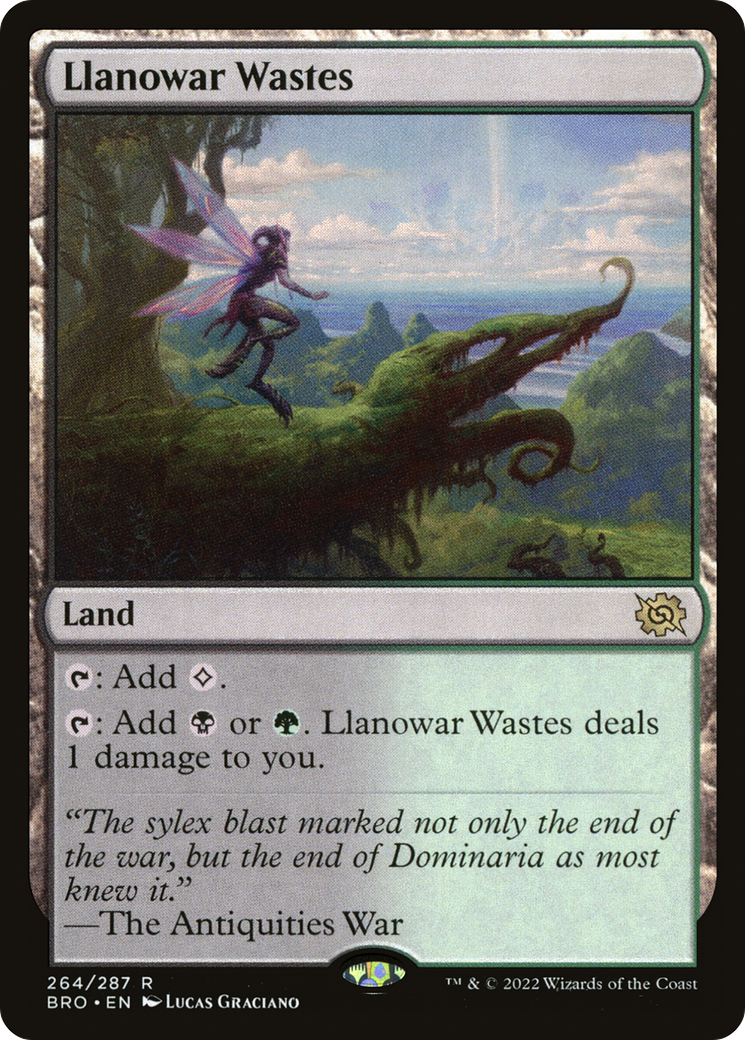 Llanowar Wastes
Land
: Add .
: Add or . Llanowar Wastes deals
1 damage to you.
“The sylex blast marked not only the end of
the war, but the end of Dominaria as most
knew it.”
—The Antiquities War
264/287 R
BRO • EN Lucas Graciano
™ & © 2022 Wizards of the Coast